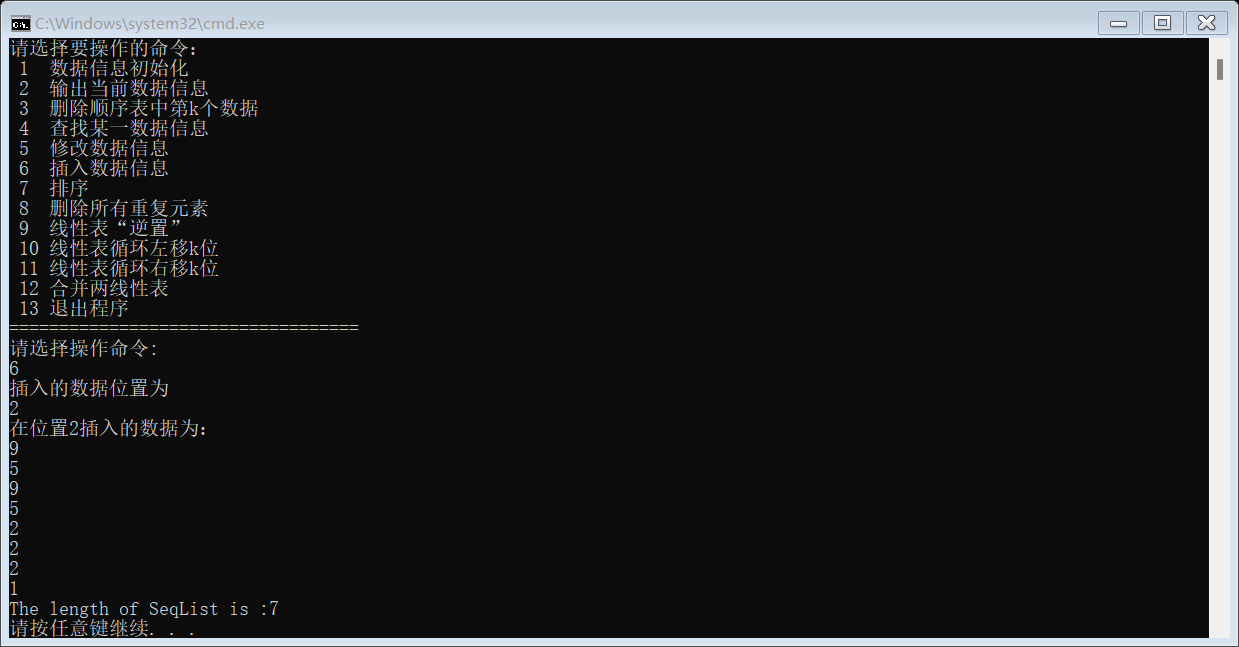 C:\Windows\system32\cmd.exe
请选择要操作的命令:
1 数据信息初始化
2 输出当前数据信息
3 删除顺序表中第k个数据
4 查找某一数据信息
5 修改数据信息
6 插入数据信息
7 排序
8 删除所有重复元素
9 线性表“逆置”
10 线性表循环左移k位
11 线性表循环右移k位
12 合并两线性表
13 退出程序
===================================
请选择操作命令:
6
插入的数据位置为
2
在位置2插入的数据为:
9
5
9
5
2
2
2
1
The length of SeqList is :7
请按任意键继续. . .